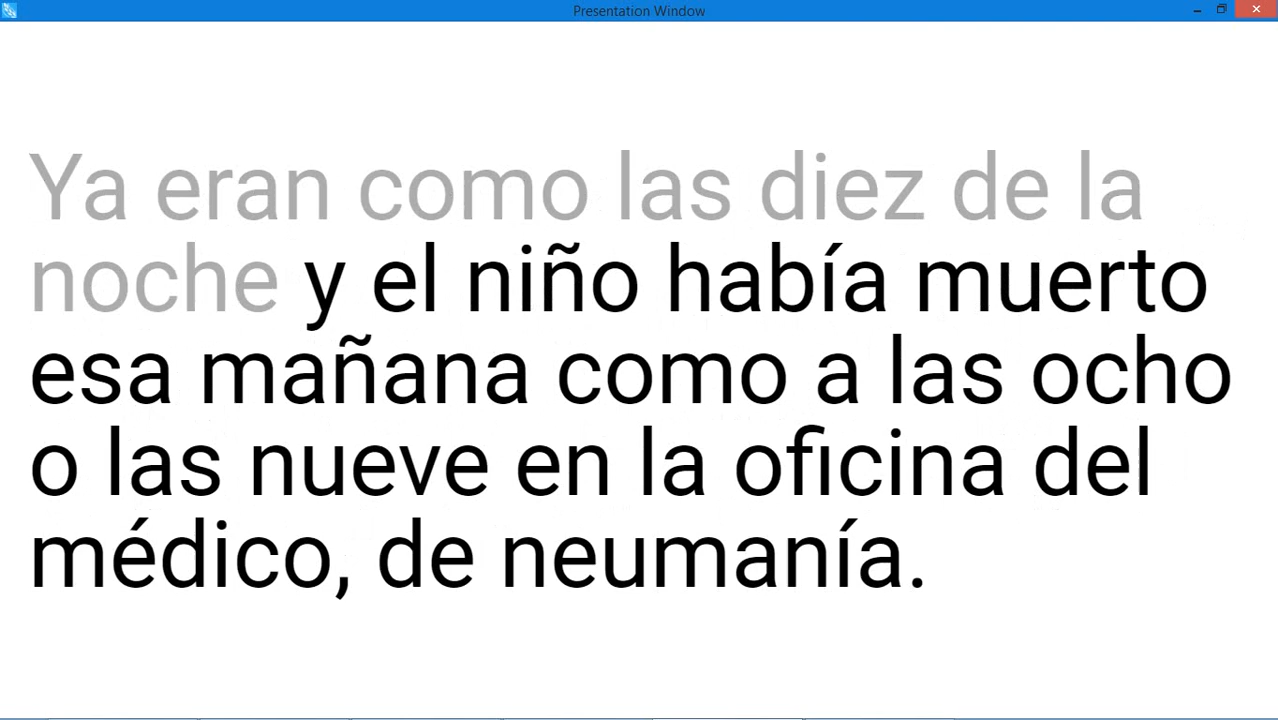 Presentation Window
Ya eran como las diez de la
noche y el niño había muerto
esa mañana como a las ocho
o las nueve en la oficina del
médico, de neumanía.